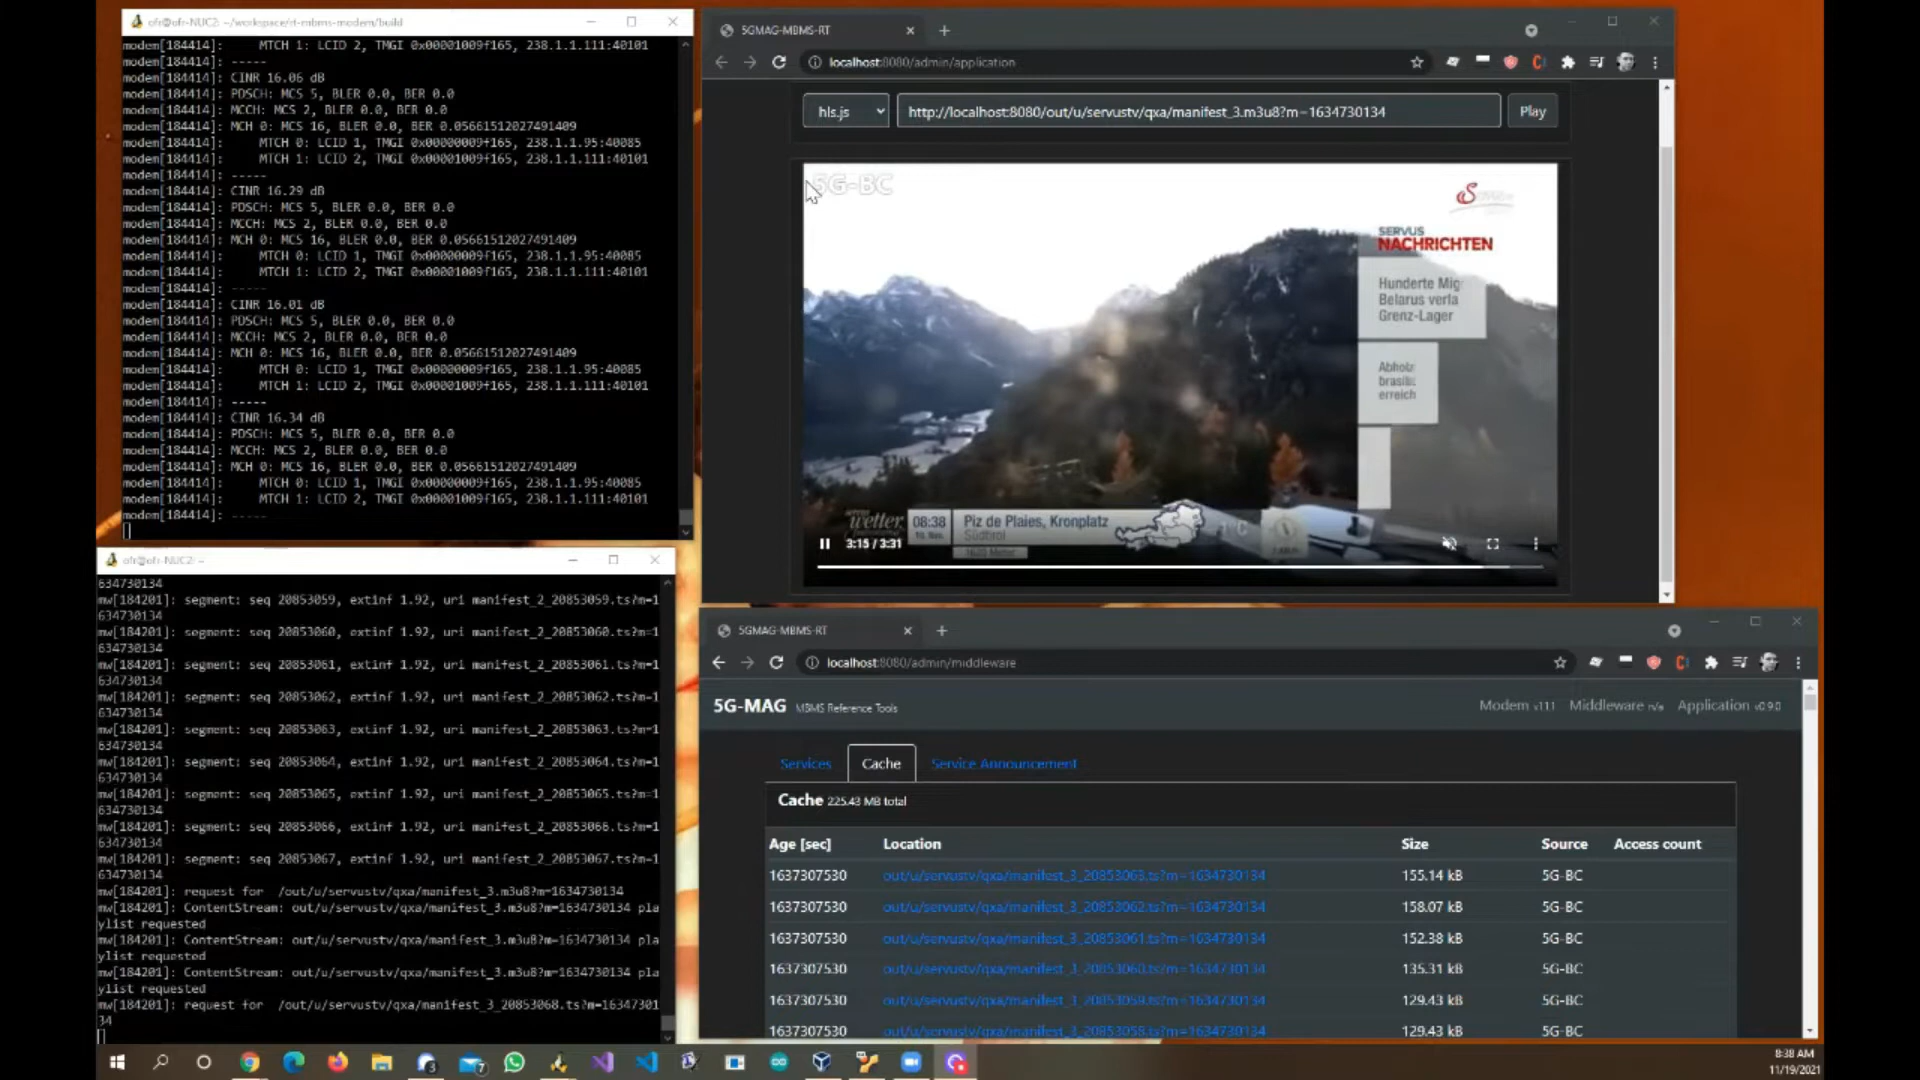 ofr@ofr-NUC2: ~/workspace/rt-mbms-modem/build
modem[184414]: MTCH 1: LCID 2, TMGI 0x00001009f165, 238.1.1.111:40101
modem[184414]: -----
modem[184414]: CINR 16.06 dB
modem[184414]: PDSCH: MCS 5, BLER 0.0, BER 0.0
modem[184414]: MCCH: MCS 2, BLER 0.0, BER 0.0
modem[184414]: MCH 0: MCS 16, BLER 0.0, BER 0.05661512027491409
modem[184414]: MTCH 0: LCID 1, TMGI 0x00000009f165, 238.1.1.95:40085
modem[184414]: MTCH 1: LCID 2, TMGI 0x00001009f165, 238.1.1.111:40101
modem[184414]: -----
modem[184414]: CINR 16.29 dB
modem[184414]: PDSCH: MCS 5, BLER 0.0, BER 0.0
modem[184414]: MCCH: MCS 2, BLER 0.0, BER 0.0
modem[184414]: MCH 0: MCS 16, BLER 0.0, BER 0.05661512027491409
modem[184414]: MTCH 0: LCID 1, TMGI 0x00000009f165, 238.1.1.95:40085
modem[184414]: MTCH 1: LCID 2, TMGI 0x00001009f165, 238.1.1.111:40101
modem[184414]: -----
modem[184414]: CINR 16.01 dB
modem[184414]: PDSCH: MCS 5, BLER 0.0, BER 0.0
modem[184414]: MCCH: MCS 2, BLER 0.0, BER 0.0
modem[184414]: MCH 0: MCS 16, BLER 0.0, BER 0.05661512027491409
modem[184414]: MTCH 0: LCID 1, TMGI 0x00000009f165, 238.1.1.95:40085
modem[184414]: MTCH 1: LCID 2, TMGI 0x00001009f165, 238.1.1.111:40101
modem[184414]: -----
modem[184414]: CINR 16.34 dB
modem[184414]: PDSCH: MCS 5, BLER 0.0, BER 0.0
modem[184414]: MCCH: MCS 2, BLER 0.0, BER 0.0
modem[184414]: MCH 0: MCS 16, BLER 0.0, BER 0.05661512027491409
modem[184414]: MTCH 0: LCID 1, TMGI 0x00000009f165, 238.1.1.95:40085
modem[184414]: MTCH 1: LCID 2, TMGI 0x00001009f165, 238.1.1.111:40101
modem[184414]: -----
5GMAG-MBMS-RT
localhost:8080/admin/application
hls.js
http://localhost:8080/out/u/servustv/qxa/manifest_3.m3u8?m=1634730134
Play
5G-BC
SERVUS
NACHRICHTEN
Hunderte Mig
Belarus verla
Grenz-Lager
Abholz
brasili
erreich
wetter
08:38
Piz de Plaies, Kronplatz
Südtirol
3:15 / 3:31
ofr@ofr-NUC2: ~
634730134
mw[184201]: segment: seq 20853059, extinf 1.92, uri manifest_2_20853059.ts?m=1
634730134
mw[184201]: segment: seq 20853060, extinf 1.92, uri manifest_2_20853060.ts?m=1
634730134
mw[184201]: segment: seq 20853061, extinf 1.92, uri manifest_2_20853061.ts?m=1
634730134
mw[184201]: segment: seq 20853062, extinf 1.92, uri manifest_2_20853062.ts?m=1
634730134
mw[184201]: segment: seq 20853063, extinf 1.92, uri manifest_2_20853063.ts?m=1
634730134
mw[184201]: segment: seq 20853064, extinf 1.92, uri manifest_2_20853064.ts?m=1
634730134
mw[184201]: segment: seq 20853065, extinf 1.92, uri manifest_2_20853065.ts?m=1
634730134
mw[184201]: segment: seq 20853066, extinf 1.92, uri manifest_2_20853066.ts?m=1
634730134
mw[184201]: segment: seq 20853067, extinf 1.92, uri manifest_2_20853067.ts?m=1
634730134
mw[184201]: request for /out/u/servustv/qxa/manifest_3.m3u8?m=1634730134
mw[184201]: ContentStream: out/u/servustv/qxa/manifest_3.m3u8?m=1634730134 pla
ylist requested
mw[184201]: ContentStream: out/u/servustv/qxa/manifest_3.m3u8?m=1634730134 pla
ylist requested
mw[184201]: ContentStream: out/u/servustv/qxa/manifest_3.m3u8?m=1634730134 pla
ylist requested
mw[184201]: request for /out/u/servustv/qxa/manifest_3_20853068.ts?m=16347301
34
5GMAG-MBMS-RT
localhost:8080/admin/middleware
5G-MAG MBMS Reference Tools Modem v1.1.1 Middleware n/a Application v0.9.0
Services Cache Service Announcement
Cache 225.43 MB total
Age [sec] Location Size Source Access count
1637307530 out/u/servustv/qxa/manifest_3_20853063.ts?m=1634730134 155.14 kB 5G-BC
1637307530 out/u/servustv/qxa/manifest_3_20853062.ts?m=1634730134 158.07 kB 5G-BC
1637307530 out/u/servustv/qxa/manifest_3_20853061.ts?m=1634730134 152.38 kB 5G-BC
1637307530 out/u/servustv/qxa/manifest_3_20853060.ts?m=1634730134 135.31 kB 5G-BC
1637307530 out/u/servustv/qxa/manifest_3_20853059.ts?m=1634730134 129.43 kB 5G-BC
1637307530 out/u/servustv/qxa/manifest_3_20853058.ts?m=1634730134 129.43 kB 5G-BC
8:38 AM
11/19/2021